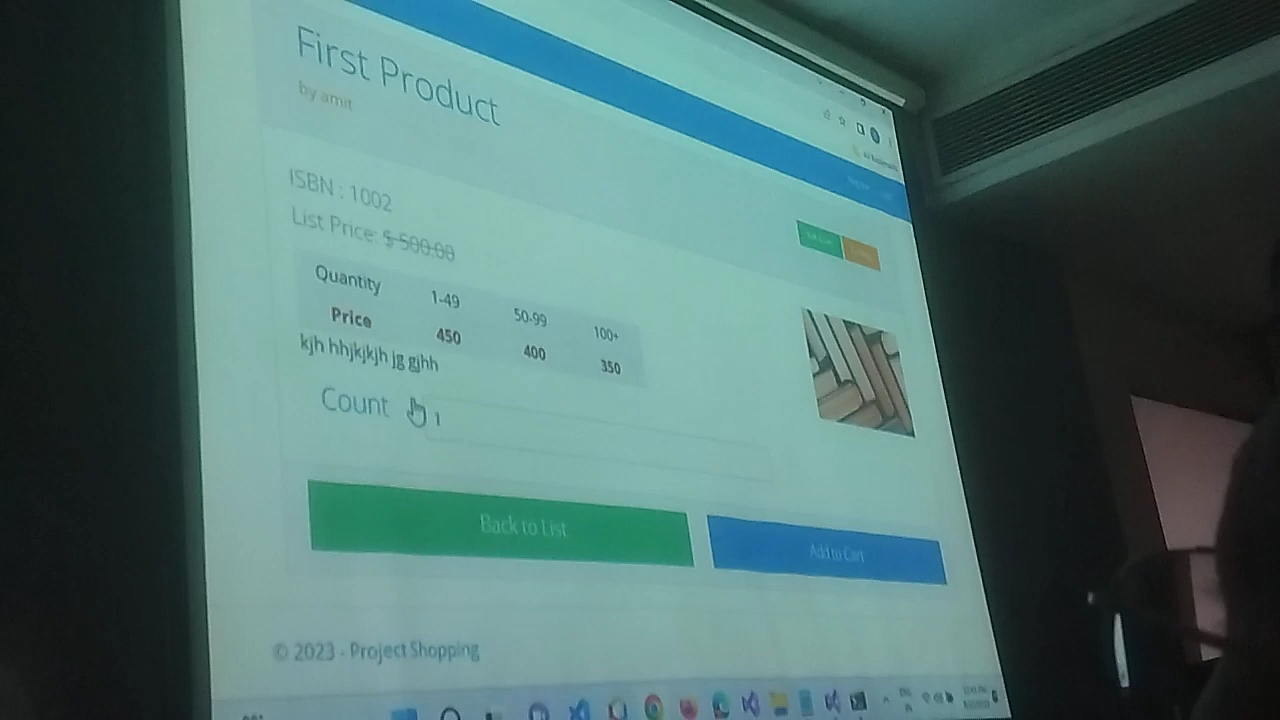 First Product
by amit
ISBN : 1002
List Price: $ 500.00
Quantity 1-49 50-99 100+
Price 450 400 350
kjh hhjkjkjh jg gjhh
Count 1
Back to List Add to Cart
© 2023 - Project Shopping